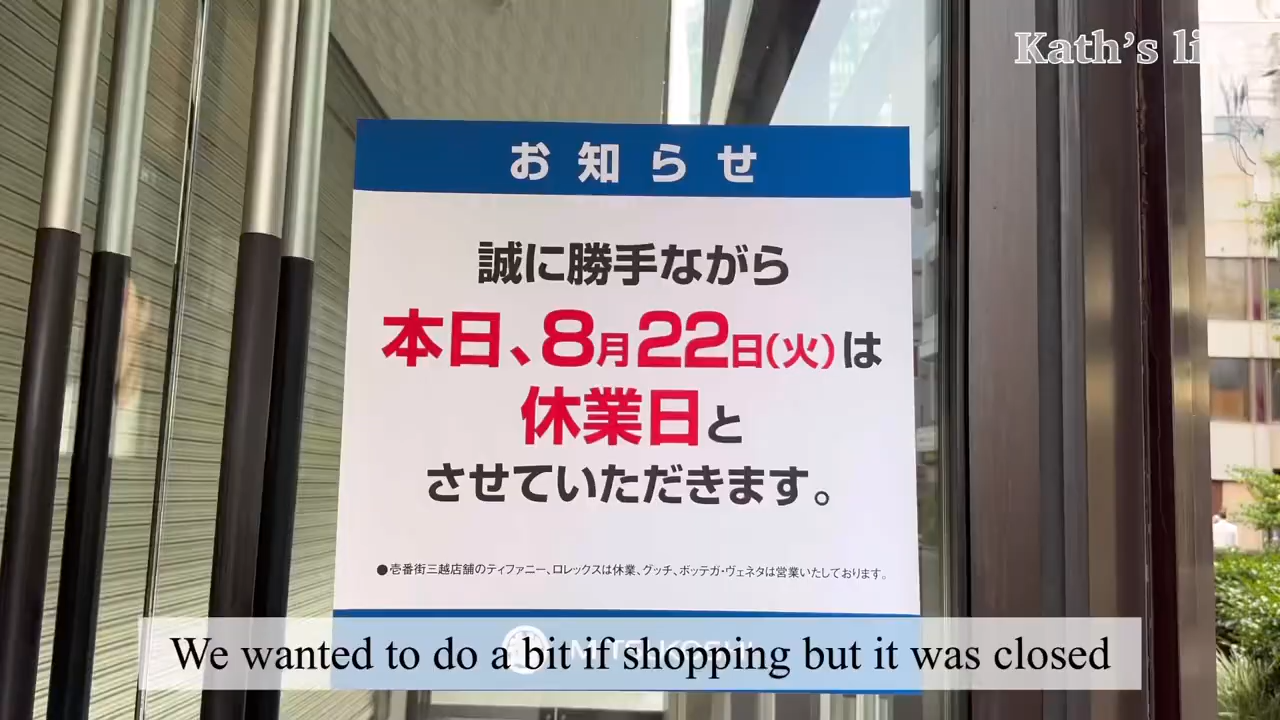 Kath's li
お知らせ
誠に勝手ながら
本日、8月22日(火)は
休業日と
させていただきます。
●壱番街三越店舗のティファニー、ロレックスは休業、グッチ、ボッテガ・ヴェネタは営業いたしております。
MITSUKOSHI
We wanted to do a bit if shopping but it was closed